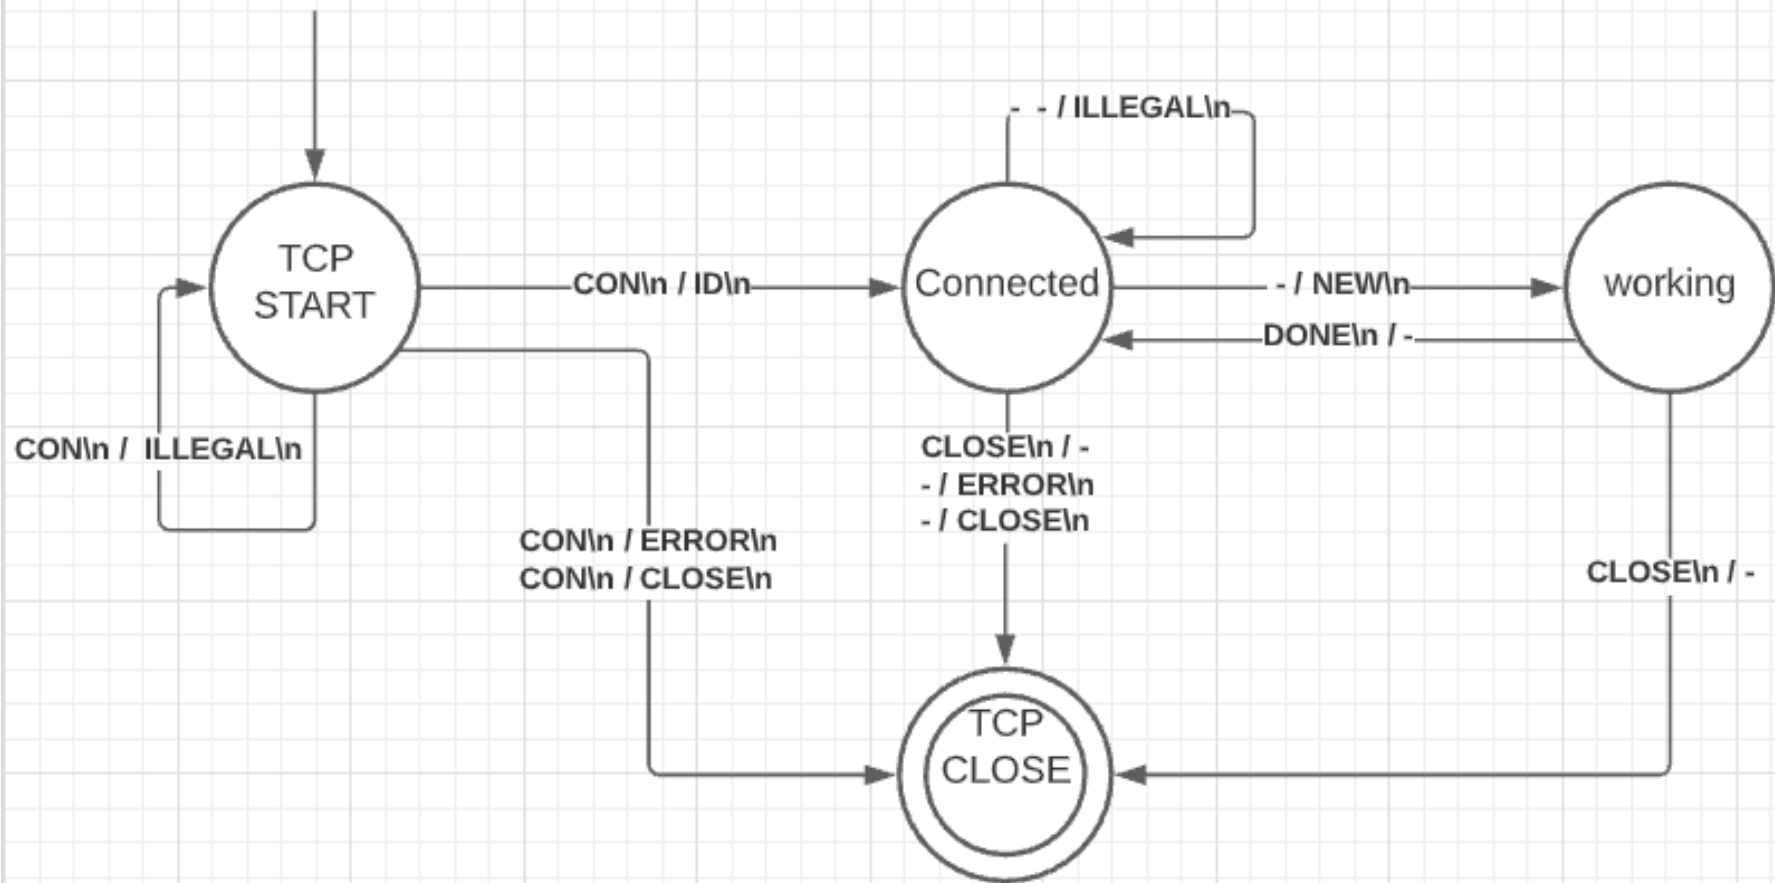 - - / ILLEGAL\n
TCP
START
CON\n / ID\n
Connected
- / NEW\n
working
DONE\n / -
CON\n / ILLEGAL\n
CLOSE\n / -
- / ERROR\n
- / CLOSE\n
CON\n / ERROR\n
CON\n / CLOSE\n
CLOSE\n / -
TCP
CLOSE